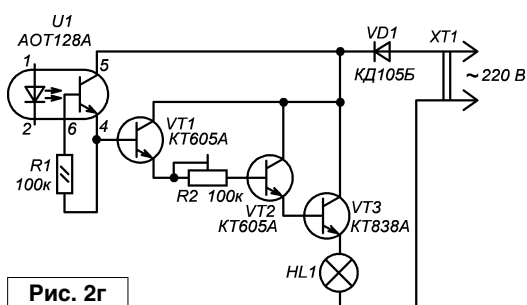 U1
АОТ128А
1
5
2
6
4
R1
100к
VT1
КТ605А
R2 100к
VT2
КТ605А
VT3
КТ838А
HL1
VD1
КД105Б
XT1
~220 В
Рис. 2г